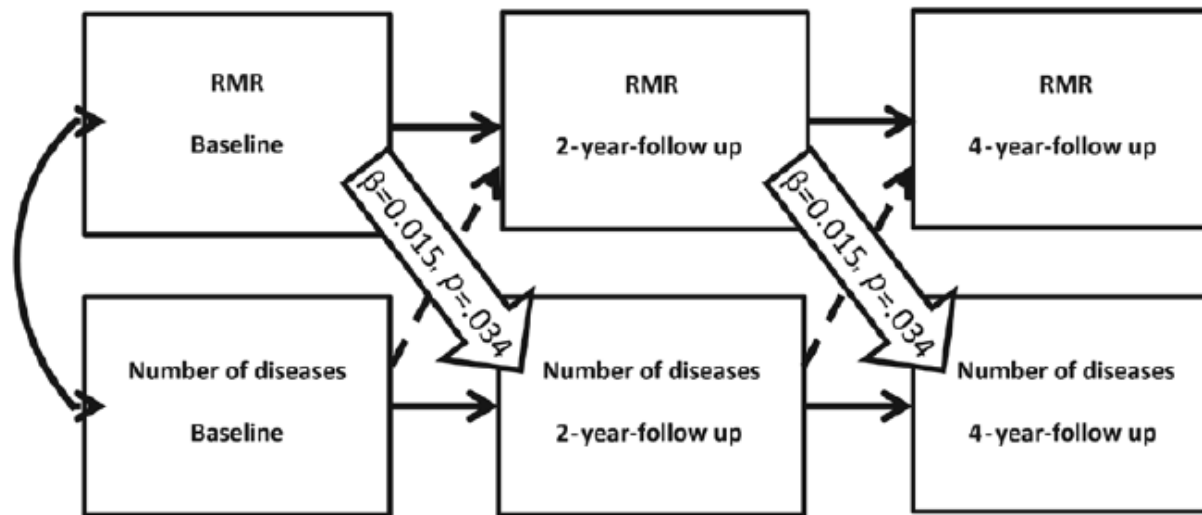 RMR
Baseline
RMR
2-year-follow up
RMR
4-year-follow up
β=0.015, p=.034
β=0.015, p=.034
Number of diseases
Baseline
Number of diseases
2-year-follow up
Number of diseases
4-year-follow up